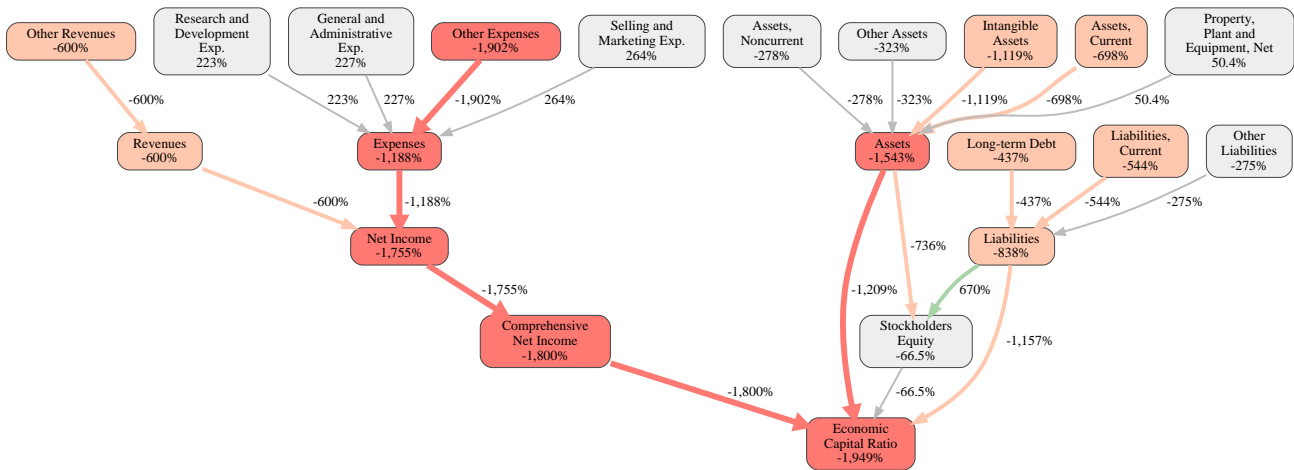 Other Revenues
-600%
Research and
Development
Exp.
223%
General and
Administrative
Exp.
227%
Other Expenses
-1,902%
Selling and
Marketing Exp.
264%
Assets,
Noncurrent
-278%
Other Assets
-323%
Intangible
Assets
-1,119%
Assets,
Current
-698%
Property,
Plant and
Equipment, Net
50.4%
-600%
223%
227%
-1,902%
264%
-278%
-323%
-1,119%
-698%
50.4%
Revenues
-600%
Expenses
-1,188%
Assets
-1,543%
Long-term Debt
-437%
Liabilities,
Current
-544%
Other
Liabilities
-275%
-600%
-1,188%
-437%
-544%
-275%
Net Income
-1,755%
-736%
Liabilities
-838%
-1,755%
-1,209%
670%
Comprehensive
Net Income
-1,800%
Stockholders
Equity
-66.5%
-1,157%
-1,800%
-66.5%
Economic
Capital Ratio
-1,949%